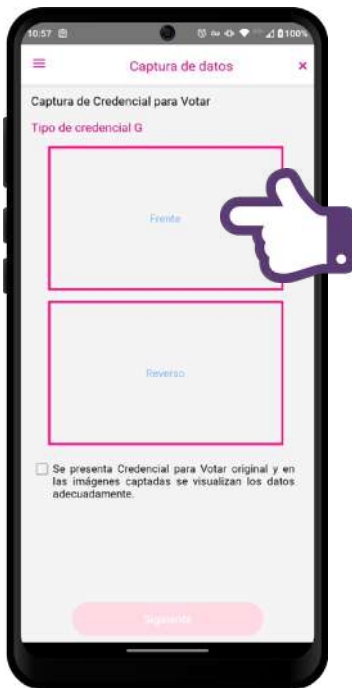 10:57
100%
Captura de datos
×
Captura de Credencial para Votar
Tipo de credencial G
Frente
Reverso
Se presenta Credencial para Votar original y en
las imágenes captadas se visualizan los datos
adecuadamente.
Siguiente